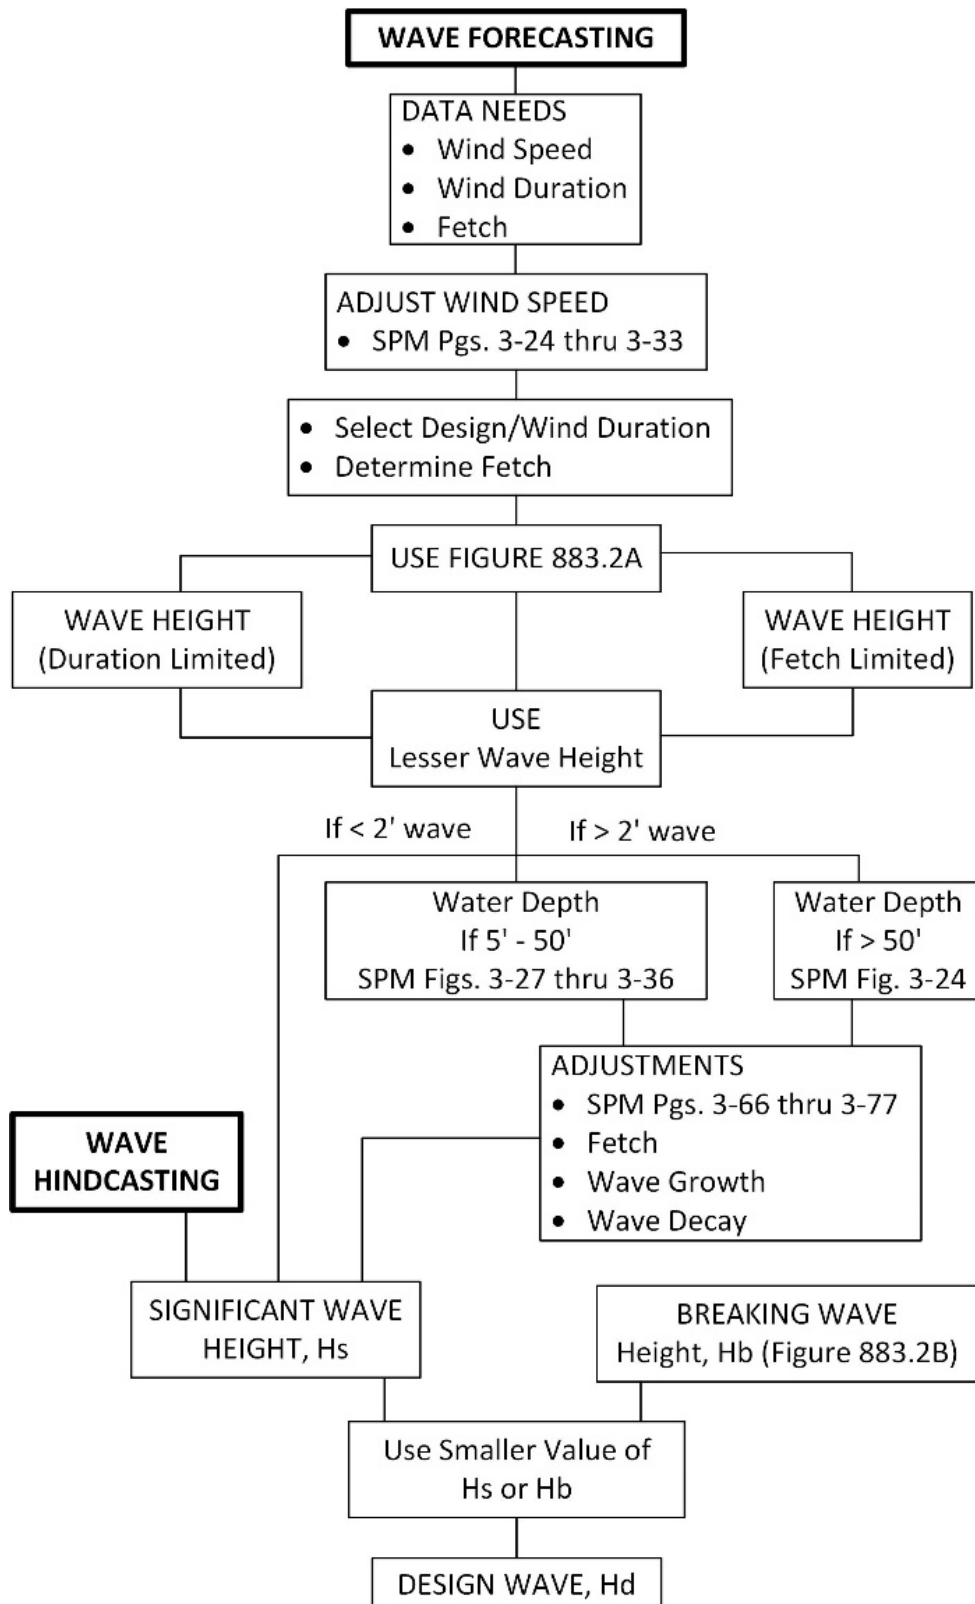 WAVE FORECASTING
DATA NEEDS
• Wind Speed
• Wind Duration
• Fetch
ADJUST WIND SPEED
• SPM Pgs. 3-24 thru 3-33
• Select Design/Wind Duration
• Determine Fetch
USE FIGURE 883.2A
WAVE HEIGHT
(Duration Limited)
WAVE HEIGHT
(Fetch Limited)
USE
Lesser Wave Height
If < 2' wave
If > 2' wave
Water Depth
If 5' - 50'
SPM Figs. 3-27 thru 3-36
Water Depth
If > 50'
SPM Fig. 3-24
ADJUSTMENTS
• SPM Pgs. 3-66 thru 3-77
• Fetch
• Wave Growth
• Wave Decay
WAVE
HINDCASTING
SIGNIFICANT WAVE
HEIGHT, Hs
BREAKING WAVE
Height, Hb (Figure 883.2B)
Use Smaller Value of
Hs or Hb
DESIGN WAVE, Hd